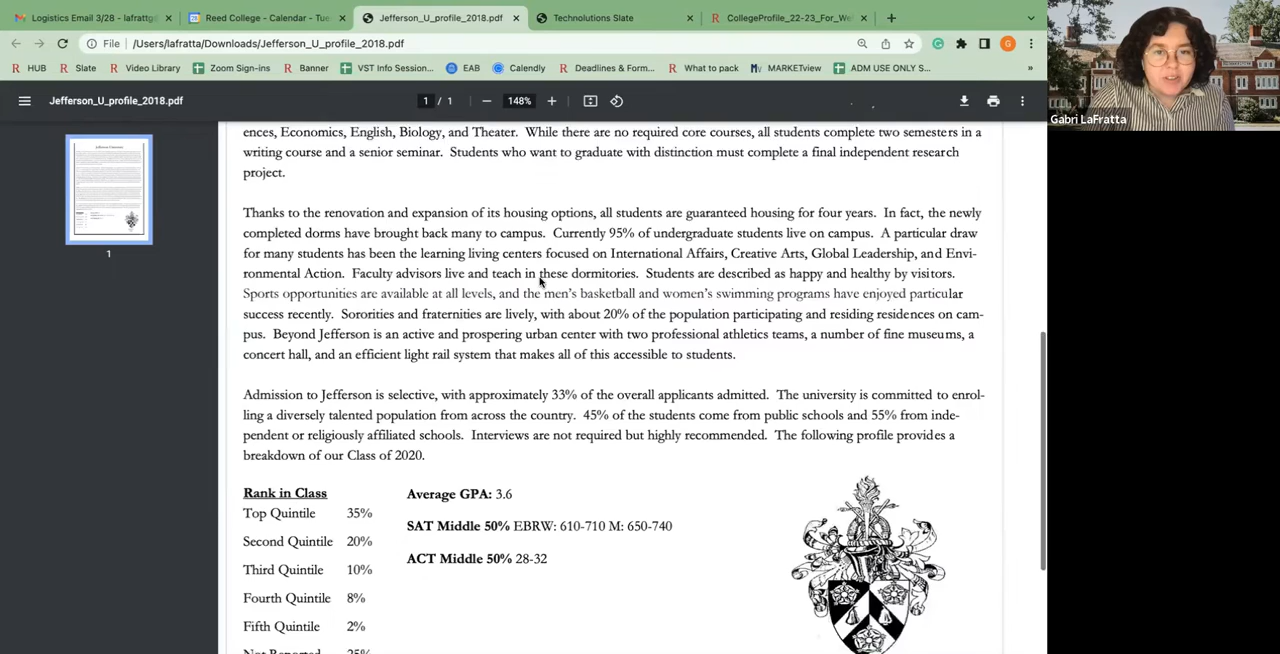 Logistics Email 3/28 - lafrattg@
Reed College - Calendar - Tue
Jefferson_U_profile_2018.pdf
Technolutions Slate
CollegeProfile_22-23_For_We
File /Users/lafratta/Downloads/Jefferson_U_profile_2018.pdf
HUB Slate Video Library Zoom Sign-ins Banner VST Info Session... Calendly Deadlines & Form... What to pack MARKETview ADM USE ONLY S... »
Jefferson_U_profile_2018.pdf 1 / 1 148%
Gabri LaFratta
1
ences, Economics, English, Biology, and Theater. While there are no required core courses, all students complete two semesters in a
writing course and a senior seminar. Students who want to graduate with distinction must complete a final independent research
project.
Thanks to the renovation and expansion of its housing options, all students are guaranteed housing for four years. In fact, the newly
completed dorms have brought back many to campus. Currently 95% of undergraduate students live on campus. A particular draw
for many students has been the learning living centers focused on International Affairs, Creative Arts, Global Leadership, and Envi-
ronmental Action. Faculty advisors live and teach in these dormitories. Students are described as happy and healthy by visitors.
Sports opportunities are available at all levels, and the men's basketball and women's swimming programs have enjoyed particular
success recently. Sororities and fraternities are lively, with about 20% of the population participating and residing residences on cam-
pus. Beyond Jefferson is an active and prospering urban center with two professional athletics teams, a number of fine museums, a
concert hall, and an efficient light rail system that makes all of this accessible to students.
Admission to Jefferson is selective, with approximately 33% of the overall applicants admitted. The university is committed to enrol-
ling a diversely talented population from across the country. 45% of the students come from public schools and 55% from inde-
pendent or religiously affiliated schools. Interviews are not required but highly recommended. The following profile provides a
breakdown of our Class of 2020.
Rank in Class
Top Quintile 35%
Second Quintile 20%
Third Quintile 10%
Fourth Quintile 8%
Fifth Quintile 2%
Not Reported 25%
Average GPA: 3.6
SAT Middle 50% EBRW: 610-710 M: 650-740
ACT Middle 50% 28-32